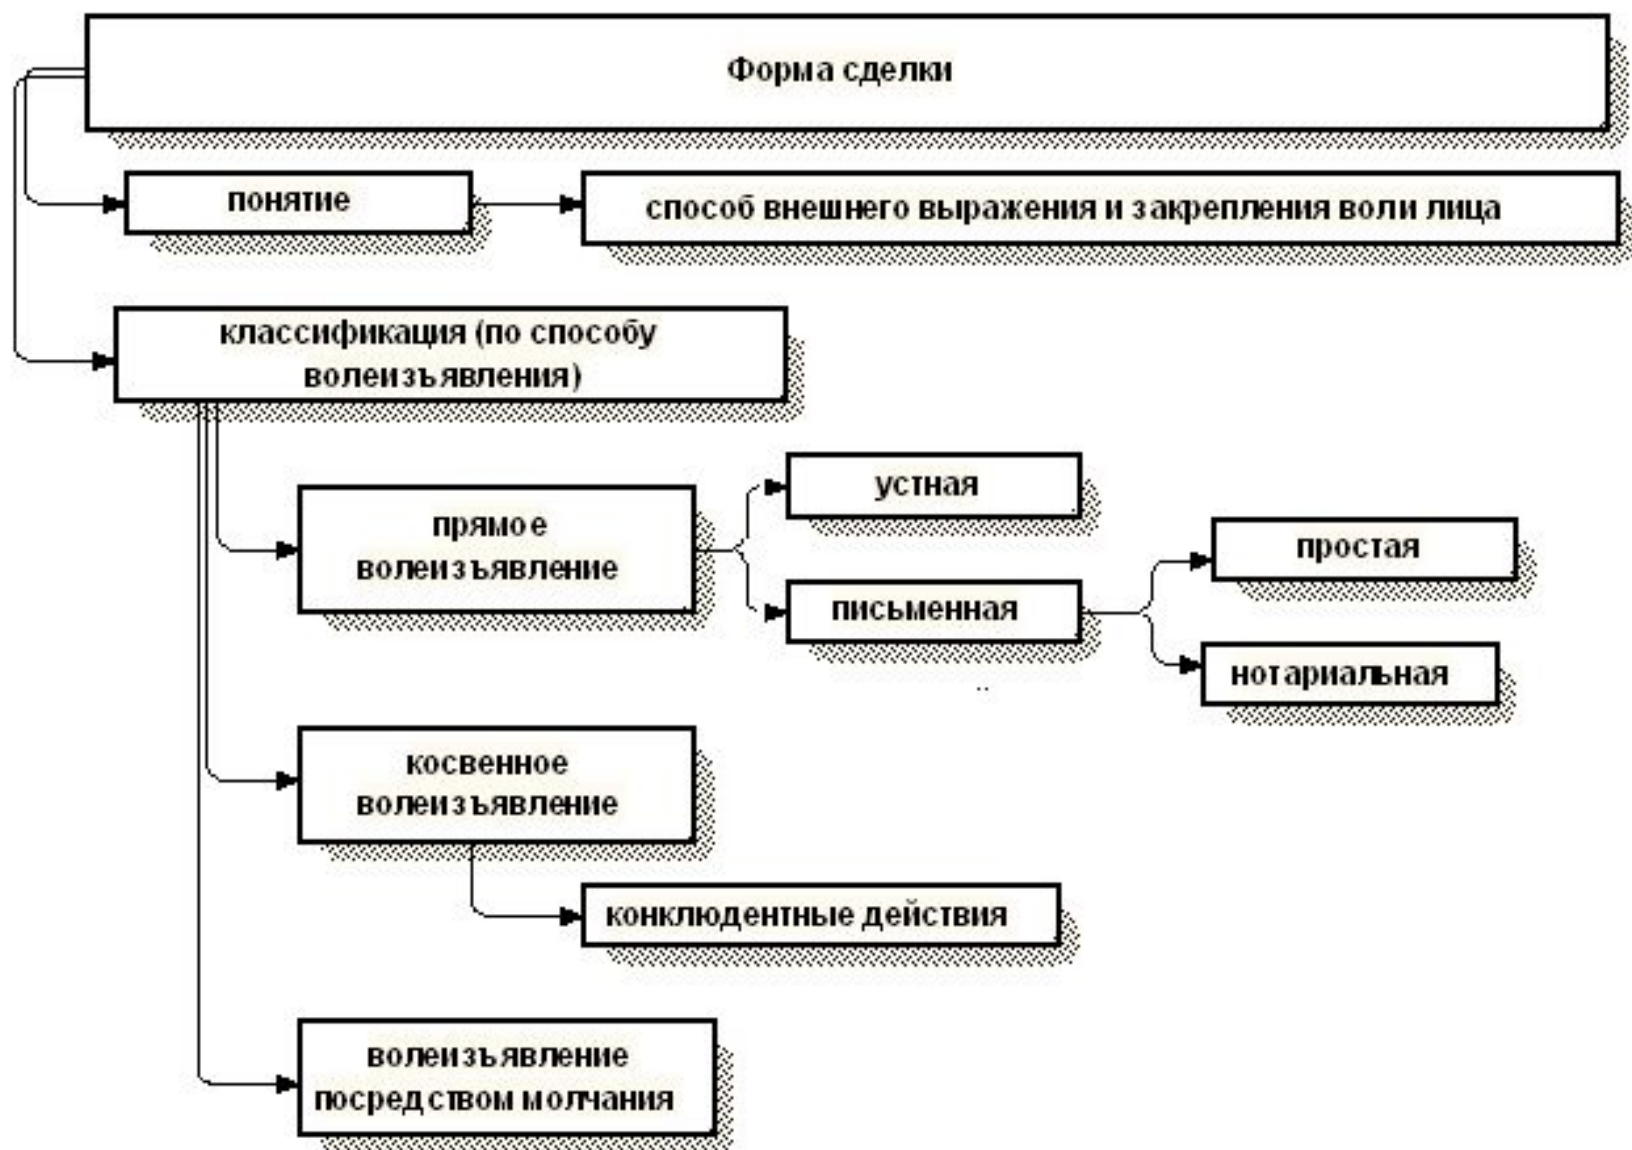 Форма сделки
понятие
способ внешнего выражения и закрепления воли лица
классификация (по способу
волеизъявления)
прямое
волеизъявление
устная
письменная
простая
нотариальная
косвенное
волеизъявление
конклюдентные действия
волеизъявление
посредством молчания